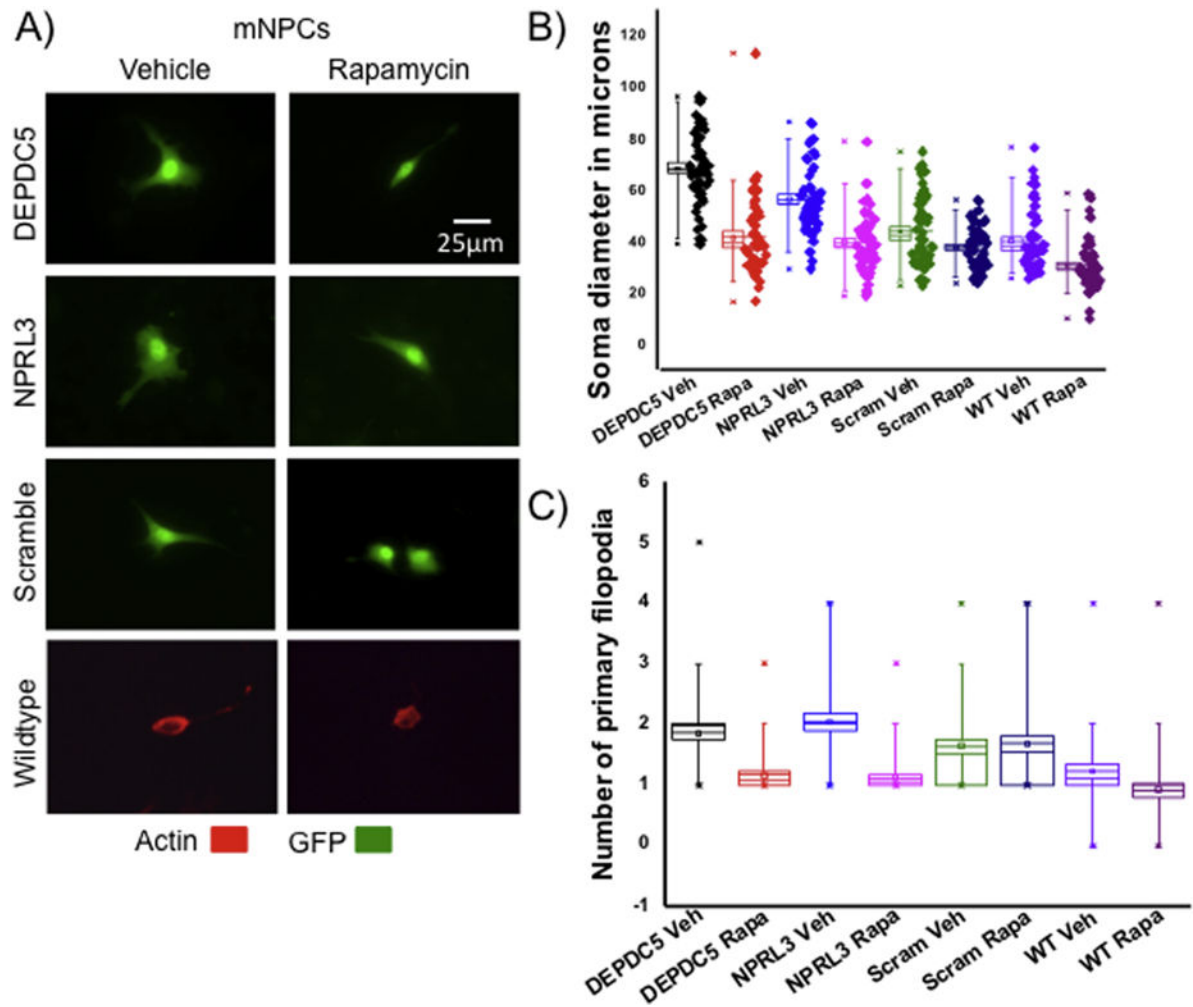 A)
mNPCs
Vehicle
Rapamycin
DEPDC5
25μm
NPRL3
Scramble
Wildtype
Actin
GFP
B)
Soma diameter in microns
120
100
80
60
40
20
0
DEPDC5 Veh
DEPDC5 Rapa
NPRL3 Veh
NPRL3 Rapa
Scram Veh
Scram Rapa
WT Veh
WT Rapa
C)
Number of primary filopodia
6
5
4
3
2
1
0
-1
DEPDC5 Veh
DEPDC5 Rapa
NPRL3 Veh
NPRL3 Rapa
Scram Veh
Scram Rapa
WT Veh
WT Rapa